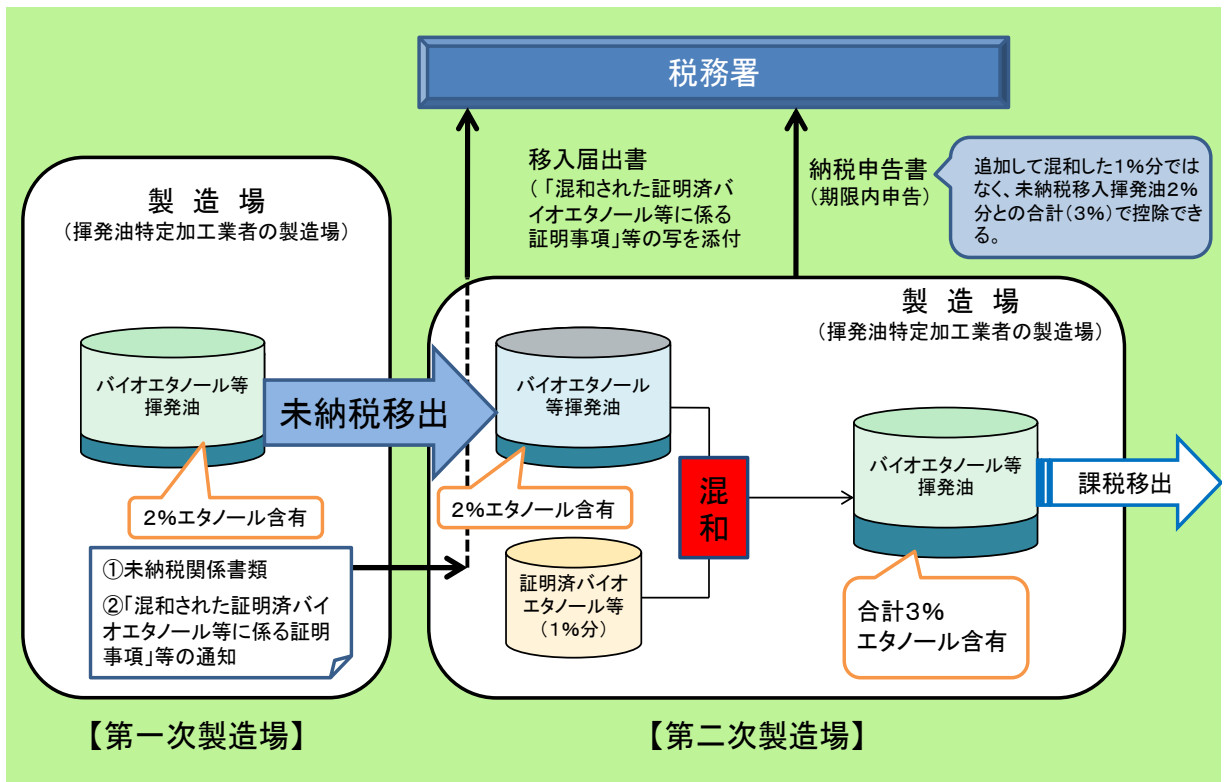 税務署
製 造 場
(揮発油特定加工業者の製造場)
バイオエタノール等
揮発油
2%エタノール含有
①未納税関係書類
②「混和された証明済バ
イオエタノール等に係る証明
事項」等の通知
【第一次製造場】
未納税移出
移入届出書
(「混和された証明済バ
イオエタノール等に係る
証明事項」等の写を添付
納税申告書
(期限内申告)
追加して混和した1%分では
なく、未納税移入揮発油2%
分との合計(3%)で控除でき
る。
製 造 場
(揮発油特定加工業者の製造場)
バイオエタノール
等揮発油
2%エタノール含有
証明済バイオ
エタノール等
(1%分)
混
和
バイオエタノール等
揮発油
合計3%
エタノール含有
課税移出
【第二次製造場】